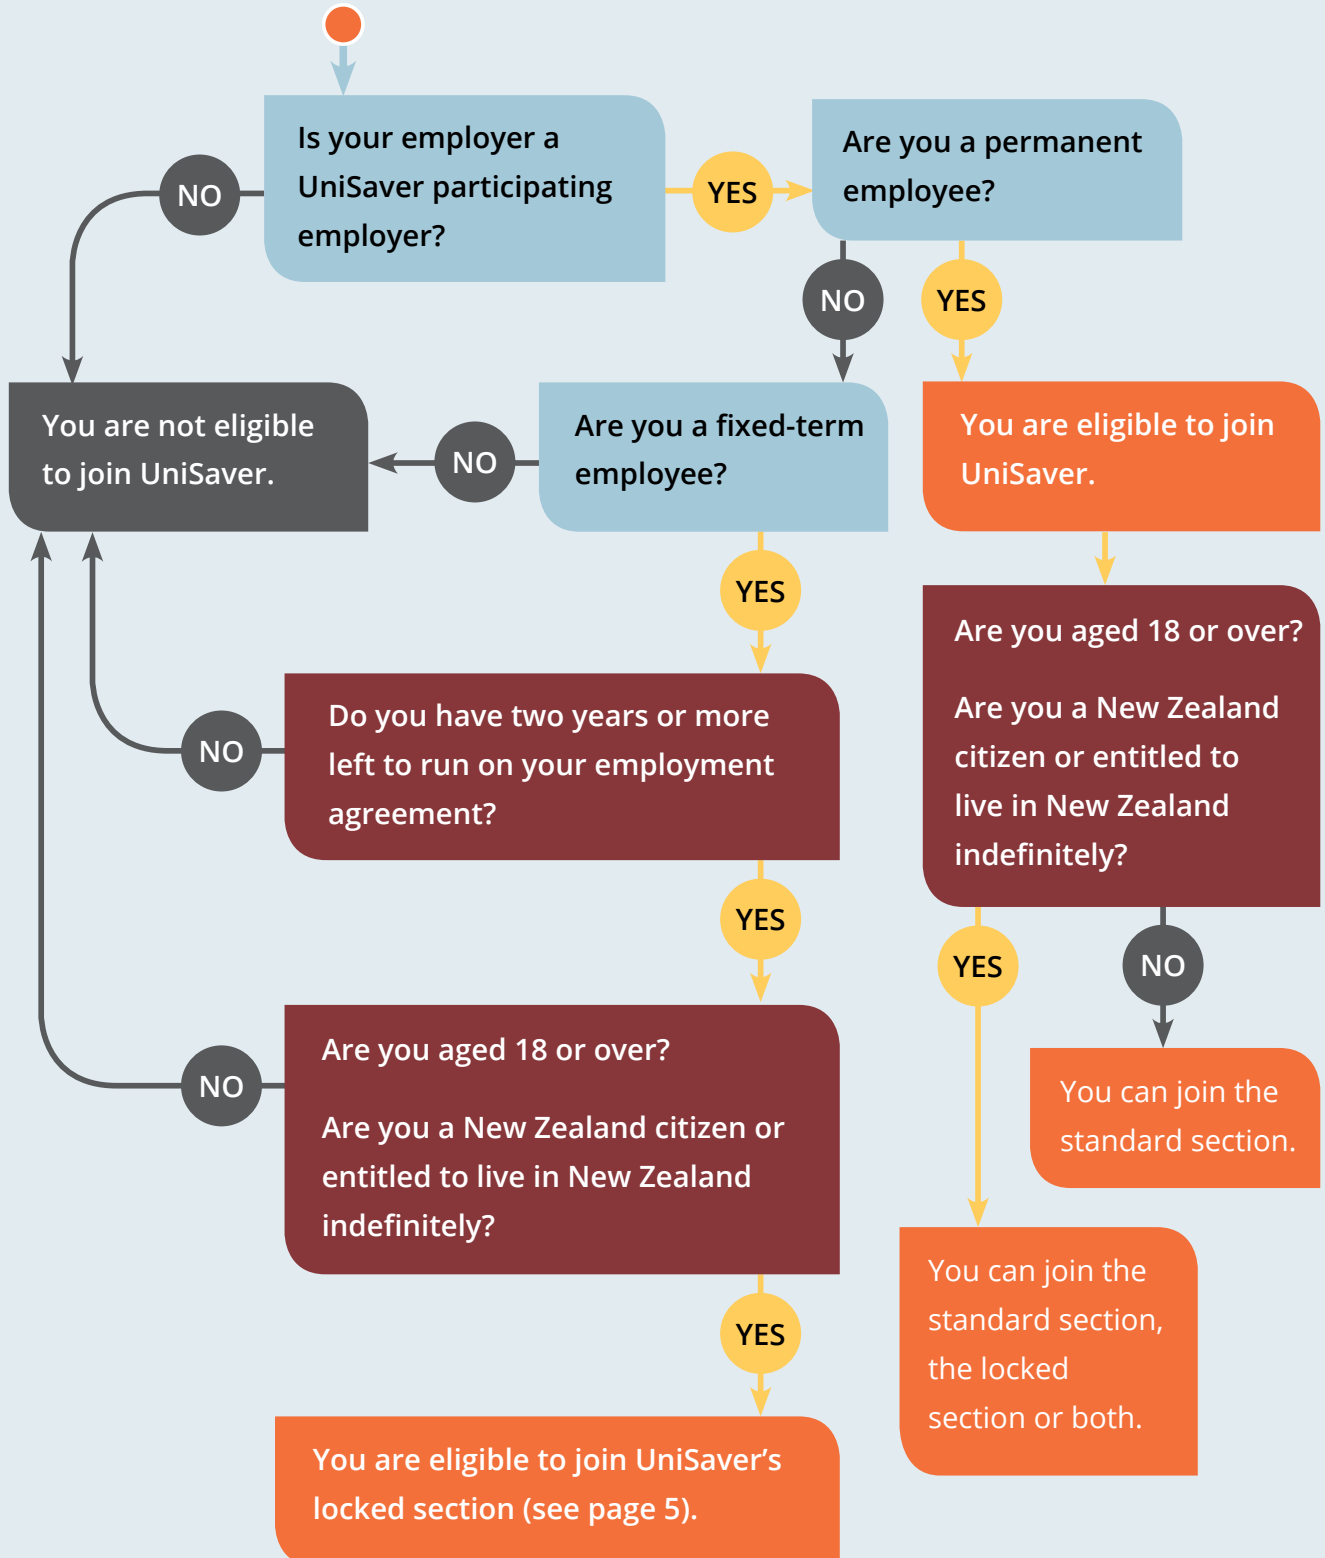 Is your employer a
UniSaver participating
employer?
NO
YES
Are you a permanent
employee?
NO
YES
You are not eligible
to join UniSaver.
NO
Are you a fixed-term
employee?
You are eligible to join
UniSaver.
YES
Do you have two years or more
left to run on your employment
agreement?
NO
YES
Are you aged 18 or over?
Are you a New Zealand
citizen or entitled to
live in New Zealand
indefinitely?
YES
NO
Are you aged 18 or over?
Are you a New Zealand citizen or
entitled to live in New Zealand
indefinitely?
NO
You can join the
standard section.
You can join the
standard section,
the locked
section or both.
YES
You are eligible to join UniSaver’s
locked section (see page 5).